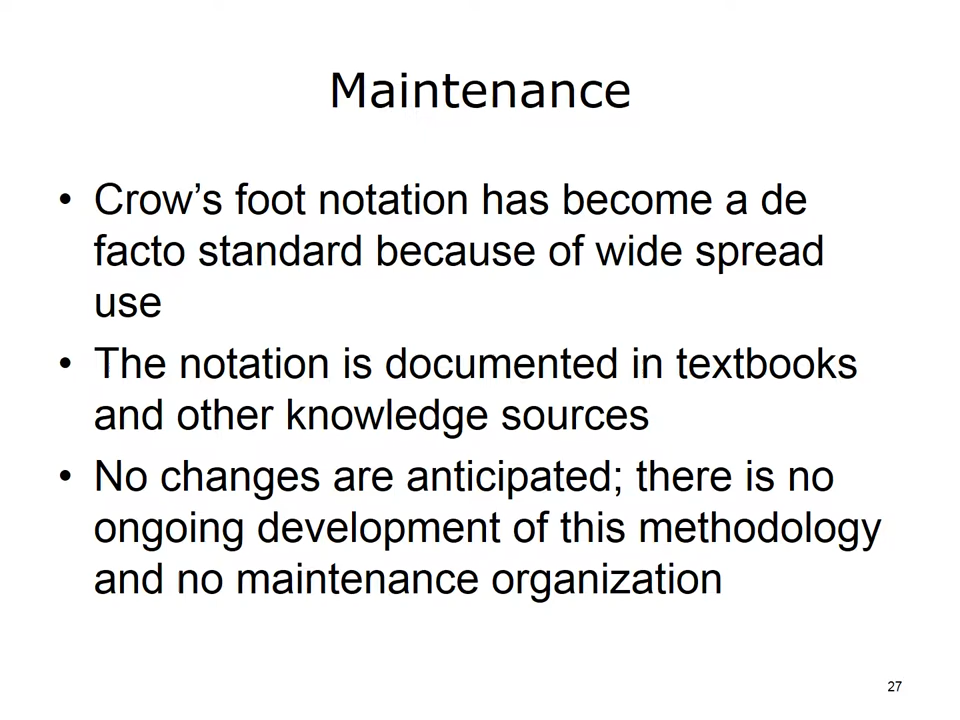 Maintenance
• Crow’s foot notation has become a de
facto standard because of wide spread
use
• The notation is documented in textbooks
and other knowledge sources
• No changes are anticipated; there is no
ongoing development of this methodology
and no maintenance organization
27